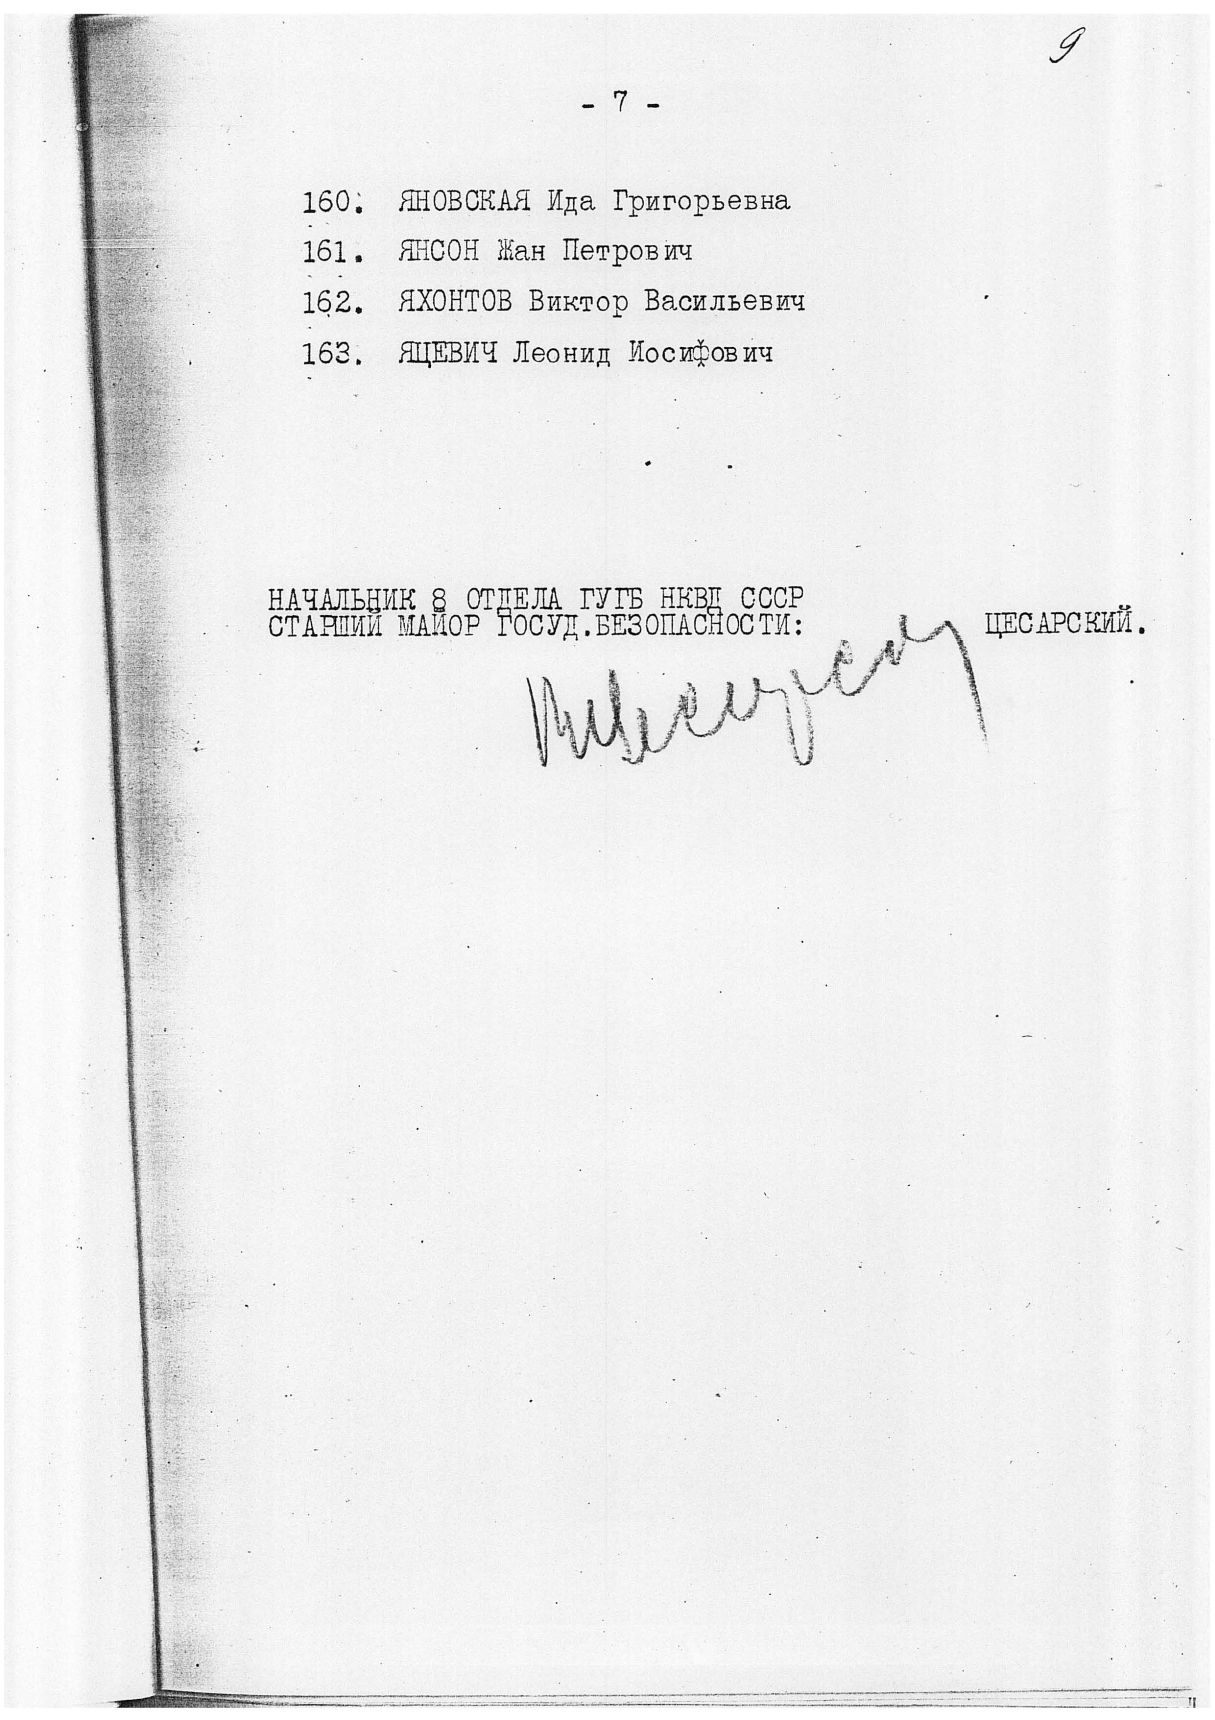 9
- 7 -
160. ЯНОВСКАЯ Ида Григорьевна
161. ЯНСОН Жан Петрович
162. ЯХОНТОВ Виктор Васильевич
163. ЯЦЕВИЧ Леонид Иосифович
НАЧАЛЬНИК 8 ОТДЕЛА ГУГБ НКВД СССР
СТАРШИЙ МАЙОР ГОСУД.БЕЗОПАСНОСТИ: ЦЕСАРСКИЙ.